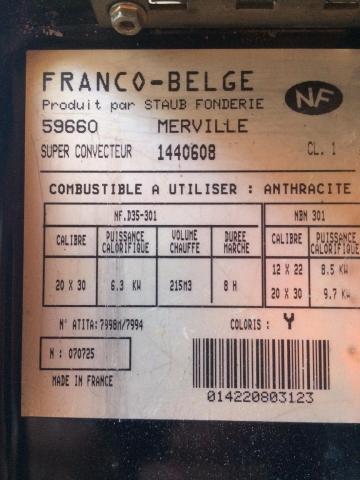 FRANCO-BELGE
Produit par STAUB FONDERIE
NF
59660 MERVILLE
SUPER CONVECTEUR 1440608 CL. 1
COMBUSTIBLE A UTILISER : ANTHRACITE
NF.D35-301 NBN 301
CALIBRE PUISSANCE CALORIFIQUE VOLUME CHAUFFE DUREE MARCHE CALIBRE PUISSANCE CALORIFIQUE
12 X 22 8.5 KW
20 X 30 6.3 KW 215M3 8 H 20 X 30 9.7 KW
N° ATITA:7998M/7994 COLORIS : Y
N : 070725
MADE IN FRANCE
014220803123